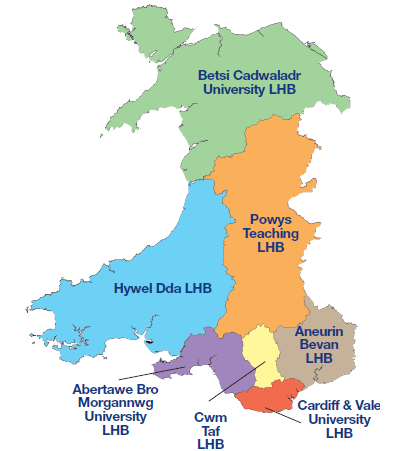 Betsi Cadwaladr
University LHB
Powys
Teaching
LHB
Hywel Dda LHB
Aneurin
Bevan
LHB
Abertawe Bro
Morgannwg
University
LHB
Cwm
Taf
LHB
Cardiff & Vale
University
LHB